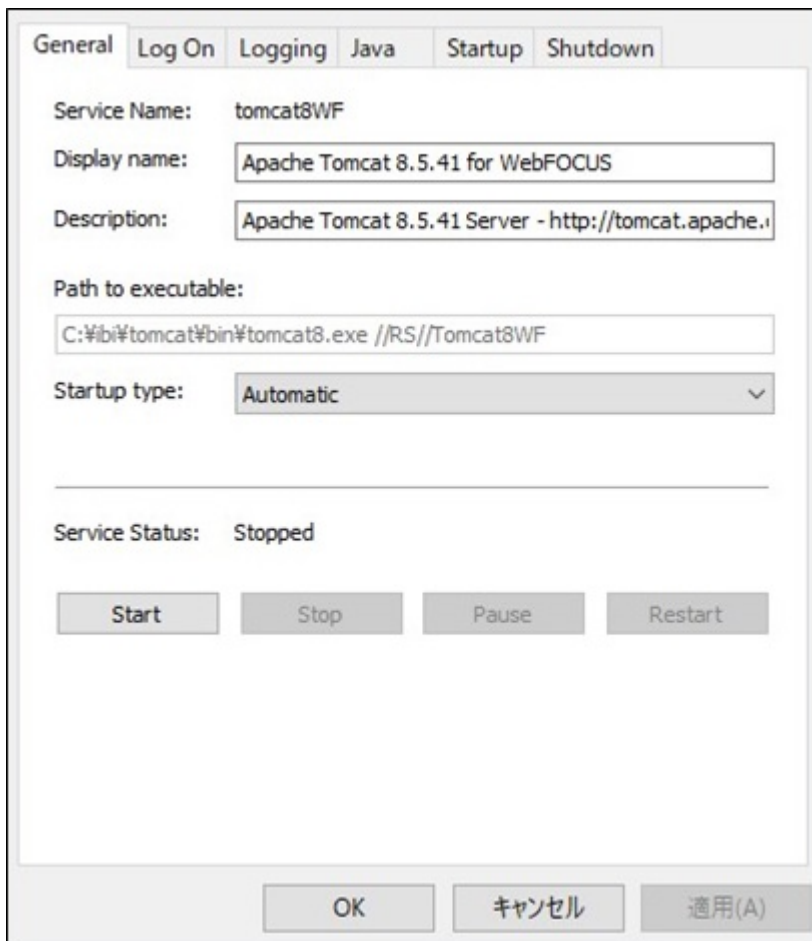 General Log On Logging Java Startup Shutdown
Service Name: tomcat8WF
Display name: Apache Tomcat 8.5.41 for WebFOCUS
Description: Apache Tomcat 8.5.41 Server - http://tomcat.apache.
Path to executable:
C:¥ibi¥tomcat¥bin¥tomcat8.exe //RS//Tomcat8WF
Startup type: Automatic
Service Status: Stopped
Start Stop Pause Restart
OK キャンセル 適用(A)